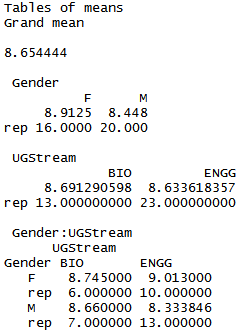 Tables of means
Grand mean
8.654444
Gender
F M
8.9125 8.448
rep 16.0000 20.000
UGStream
BIO ENGG
8.691290598 8.633618357
rep 13.000000000 23.000000000
Gender:UGStream
UGStream
Gender BIO ENGG
F 8.745000 9.013000
rep 6.000000 10.000000
M 8.660000 8.333846
rep 7.000000 13.000000